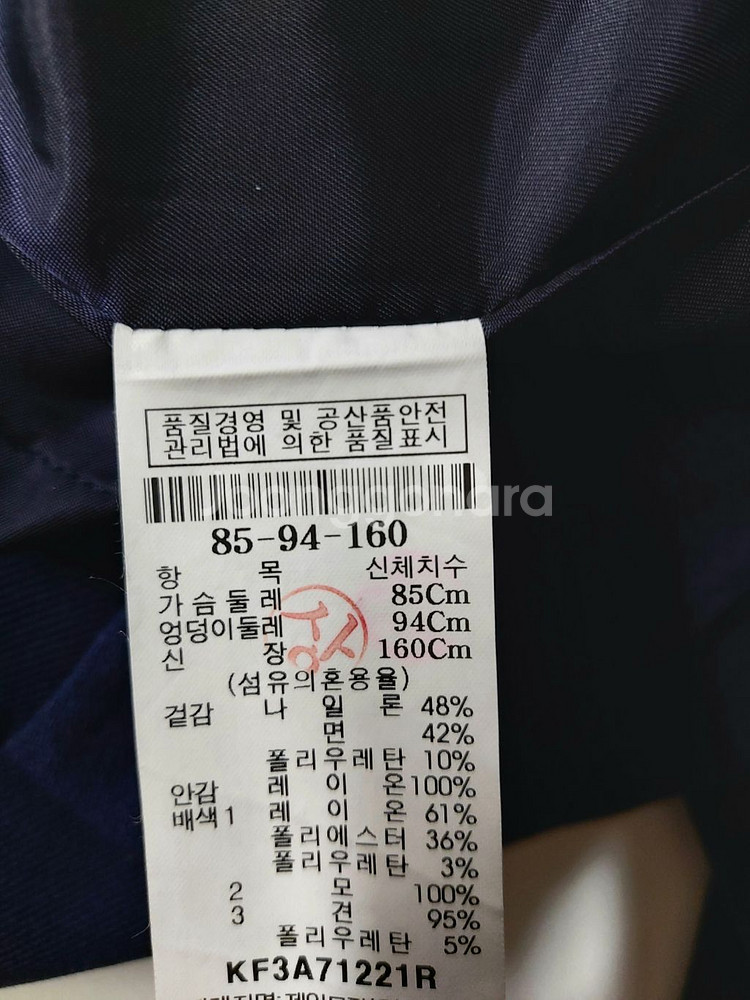 품질경영 및 공산품안전
관리법에 의한 품질표시
Joonggonara
85-94-160
항 목 신체치수
가슴둘레 85Cm
엉덩이둘레 94Cm
신 장 160Cm
(섬유의혼용율)
겉감 나 일 론 48%
면 42%
폴리우레탄 10%
안감 레 이 온 100%
배색1 레 이 온 61%
폴리에스터 36%
폴리우레탄 3%
2 모 100%
3 견 95%
폴리우레탄 5%
KF3A71221R